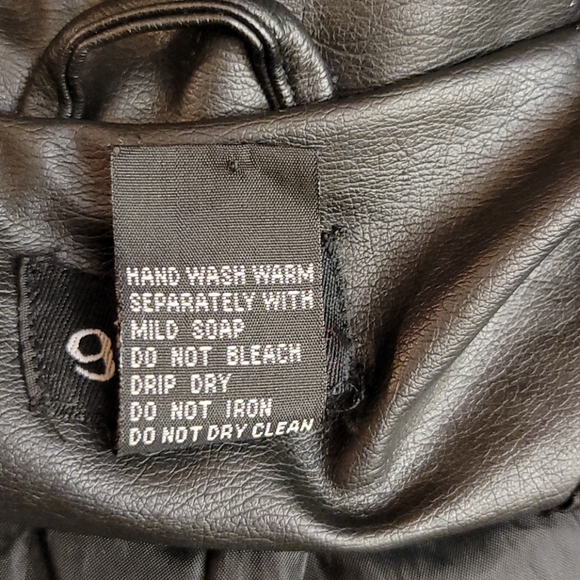 HAND WASH WARM
SEPARATELY WITH
MILD SOAP
DO NOT BLEACH
DRIP DRY
DO NOT IRON
DO NOT DRY CLEAN